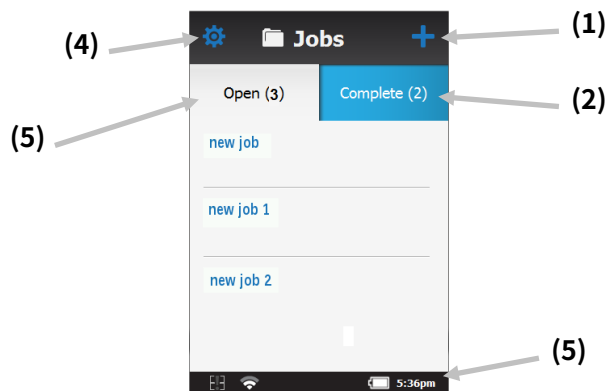 (1)
(4)
Jobs
Open (3)
Complete (2)
(2)
(5)
new job
new job 1
new job 2
(5)
5:36pm